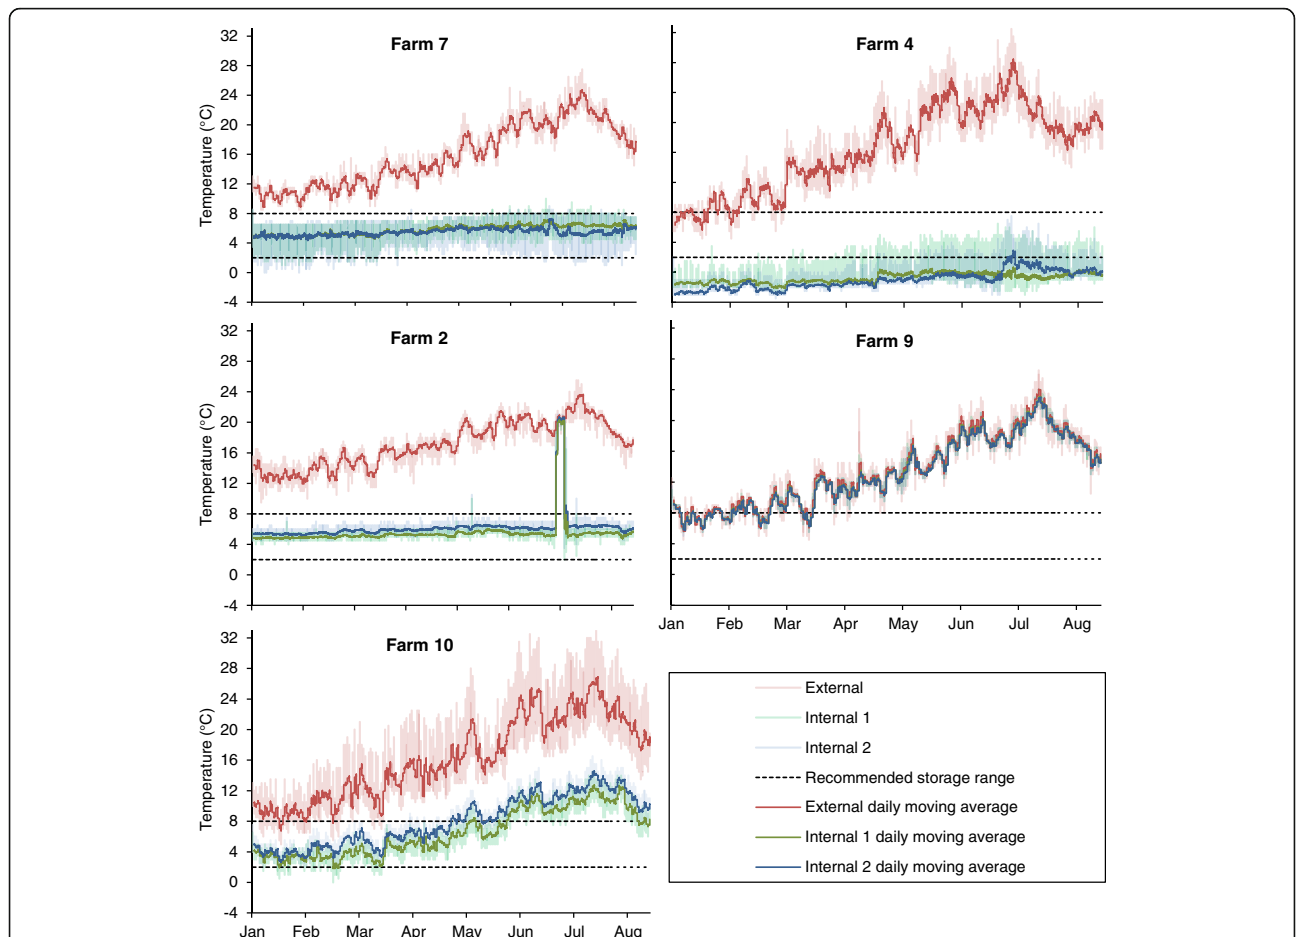 Farm 7
Farm 4
32
28
24
20
16
12
8
4
0
-4
Temperature (°C)
Farm 2
Farm 9
32
28
24
20
16
12
8
4
0
-4
Temperature (°C)
Jan Feb Mar Apr May Jun Jul Aug
Farm 10
32
28
24
20
16
12
8
4
0
-4
Temperature (°C)
Jan Feb Mar Apr May Jun Jul Aug
External
Internal 1
Internal 2
Recommended storage range
External daily moving average
Internal 1 daily moving average
Internal 2 daily moving average